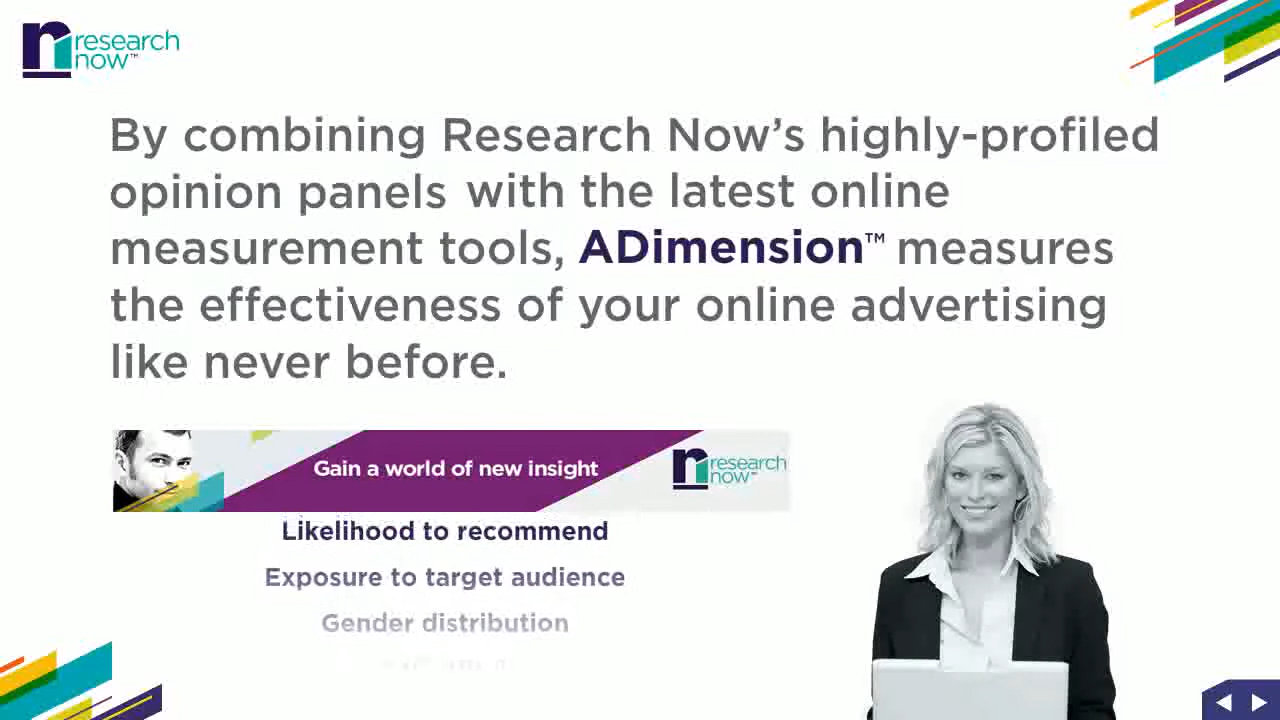 research
now™
By combining Research Now's highly-profiled
opinion panels with the latest online
measurement tools, ADimension™ measures
the effectiveness of your online advertising
like never before.
Gain a world of new insight
research
now™
Likelihood to recommend
Exposure to target audience
Gender distribution